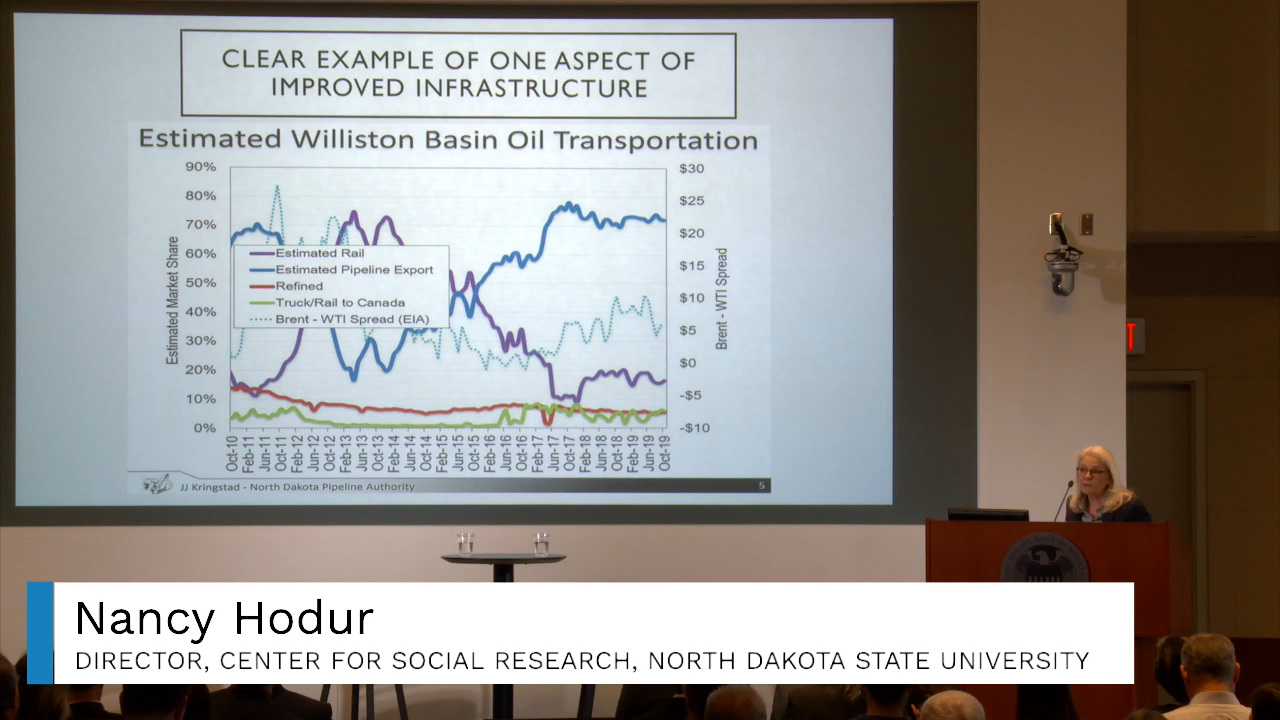 CLEAR EXAMPLE OF ONE ASPECT OF
IMPROVED INFRASTRUCTURE
Estimated Williston Basin Oil Transportation
90%
80%
70%
60%
50%
40%
30%
20%
10%
0%
Estimated Market Share
$30
$25
$20
$15
$10
$5
$0
-$5
-$10
Brent - WTI Spread
Estimated Rail
Estimated Pipeline Export
Refined
Truck/Rail to Canada
Brent - WTI Spread (EIA)
Oct-10
Feb-11
Jun-11
Oct-11
Feb-12
Jun-12
Oct-12
Feb-13
Jun-13
Oct-13
Feb-14
Jun-14
Oct-14
Feb-15
Jun-15
Oct-15
Feb-16
Jun-16
Oct-16
Feb-17
Jun-17
Oct-17
Feb-18
Jun-18
Oct-18
Feb-19
Jun-19
Oct-19
JJ Kringstad - North Dakota Pipeline Authority
5
Nancy Hodur
DIRECTOR, CENTER FOR SOCIAL RESEARCH, NORTH DAKOTA STATE UNIVERSITY